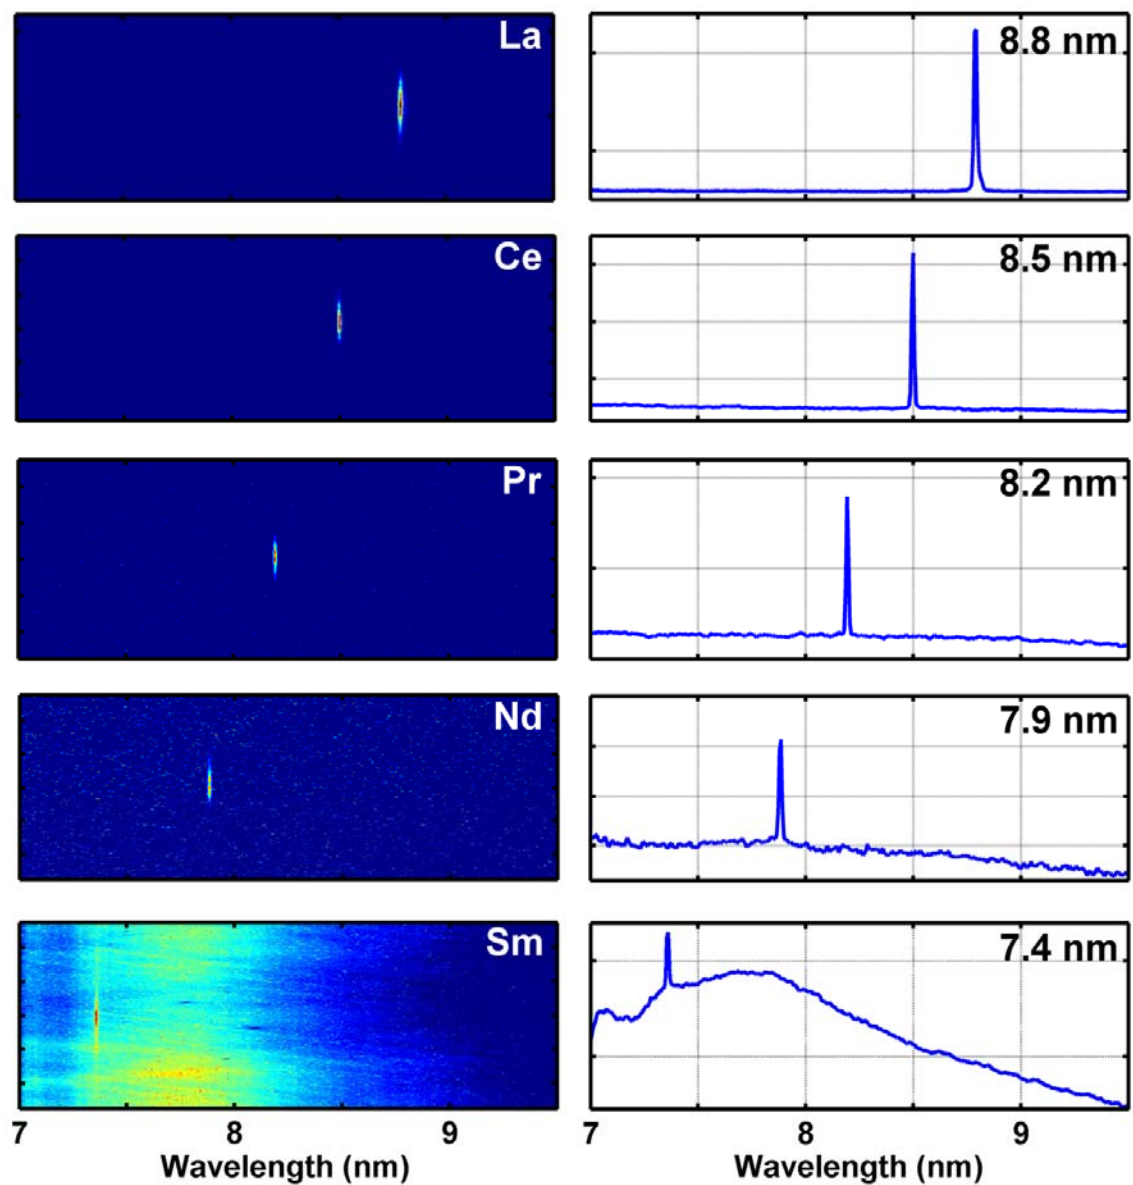 La
8.8 nm
Ce
8.5 nm
Pr
8.2 nm
Nd
7.9 nm
Sm
7.4 nm
7 8 9
7 8 9
Wavelength (nm)
Wavelength (nm)